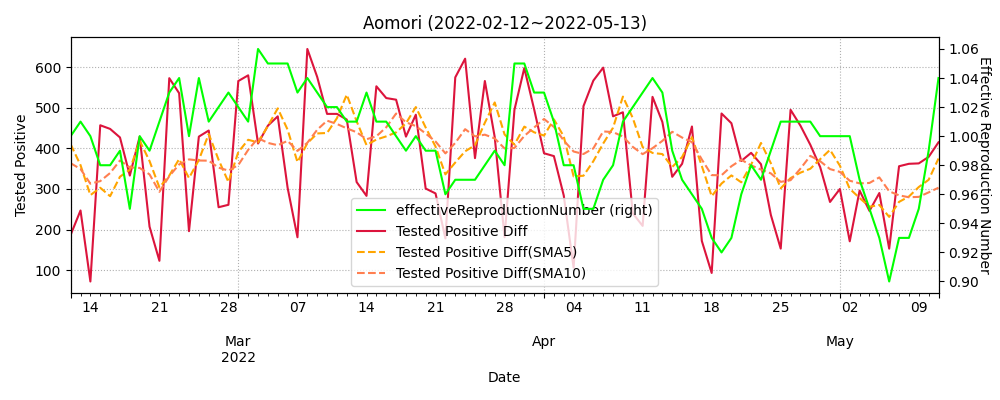 Aomori (2022-02-12~2022-05-13)
Tested Positive
600
500
400
300
200
100
1.06
1.04
1.02
1.00
0.98
0.96
0.94
0.92
0.90
Effective Reproduction Number
effectiveReproductionNumber (right)
Tested Positive Diff
Tested Positive Diff(SMA5)
Tested Positive Diff(SMA10)
14 21 28 07 14 21 28 04 11 18 25 02 09
Mar Apr May
2022
Date